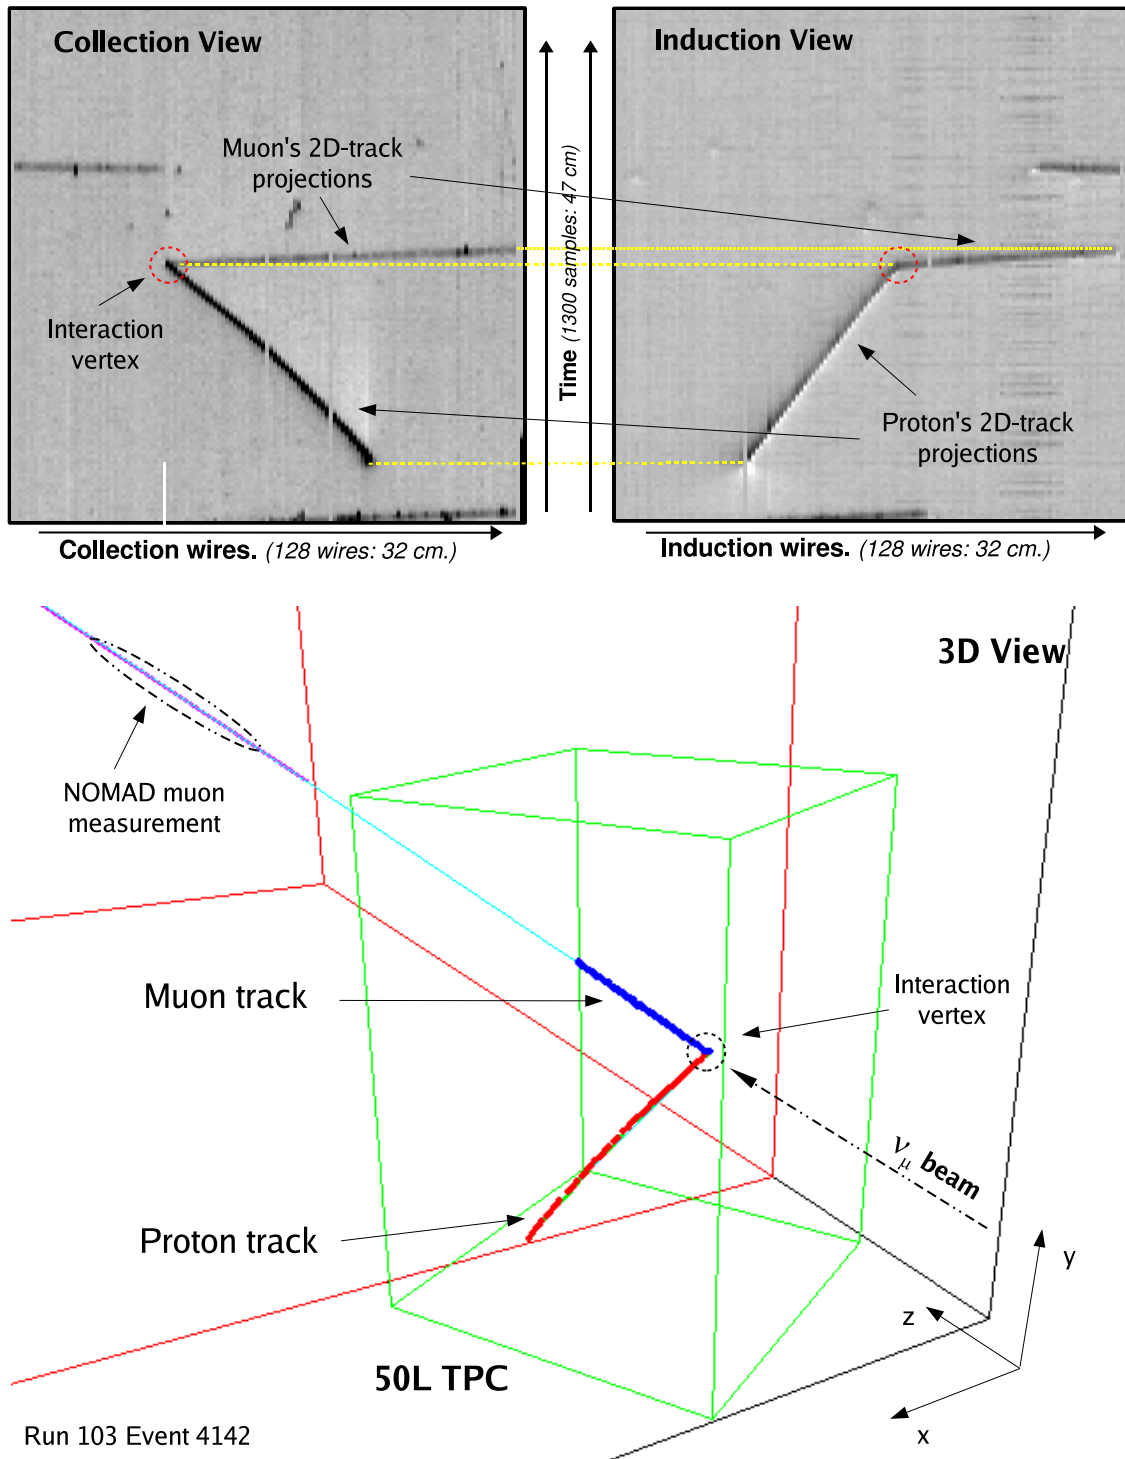 Collection View
Induction View
Muon's 2D-track
projections
Interaction
vertex
Time (1300 samples: 47 cm)
Proton's 2D-track
projections
Collection wires. (128 wires: 32 cm.)
Induction wires. (128 wires: 32 cm.)
3D View
NOMAD muon
measurement
Muon track
Interaction
vertex
ν_μ beam
Proton track
y
z
x
50L TPC
Run 103 Event 4142